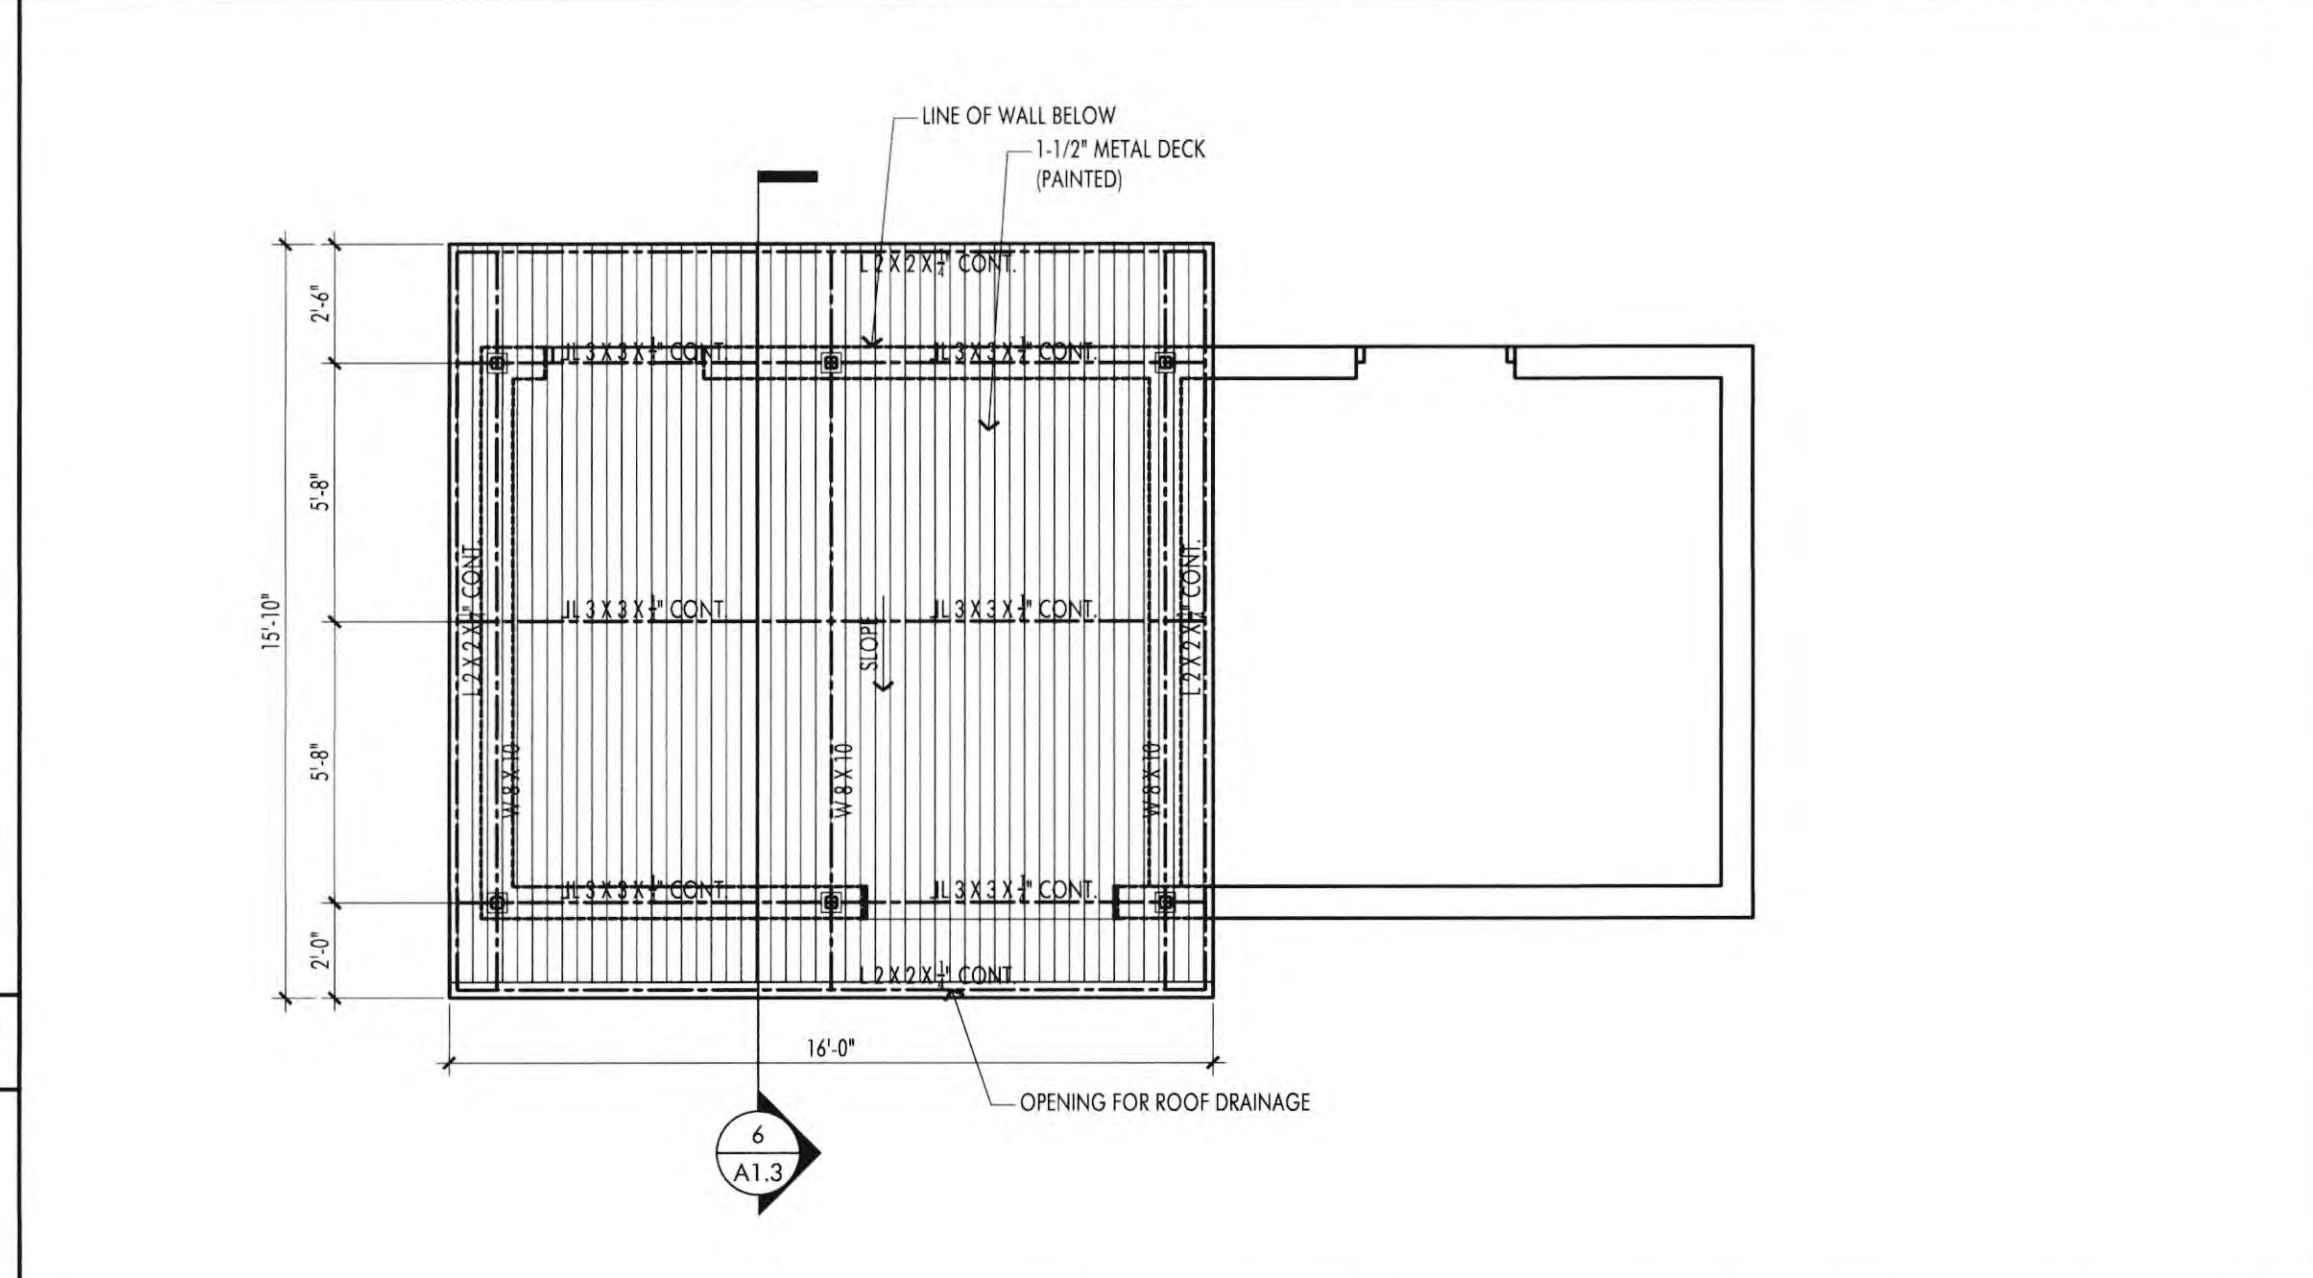 LINE OF WALL BELOW
1-1/2" METAL DECK
(PAINTED)
L 2 X 2 X 1/4" CONT.
2'-6"
JL 3 X 3 X 1/4" CONT.
JL 3 X 3 X 1/4" CONT.
5'-8"
15'-10"
L 2 X 2 X 1/4" CONT.
JL 3 X 3 X 1/4" CONT.
SLOPE
JL 3 X 3 X 1/4" CONT.
L 2 X 2 X 1/4" CONT.
5'-8"
W 8 X 10
W 8 X 10
W 8 X 10
JL 3 X 3 X 1/4" CONT.
JL 3 X 3 X 1/4" CONT.
2'-0"
L 2 X 2 X 1/4" CONT.
16'-0"
OPENING FOR ROOF DRAINAGE
6
A1.3